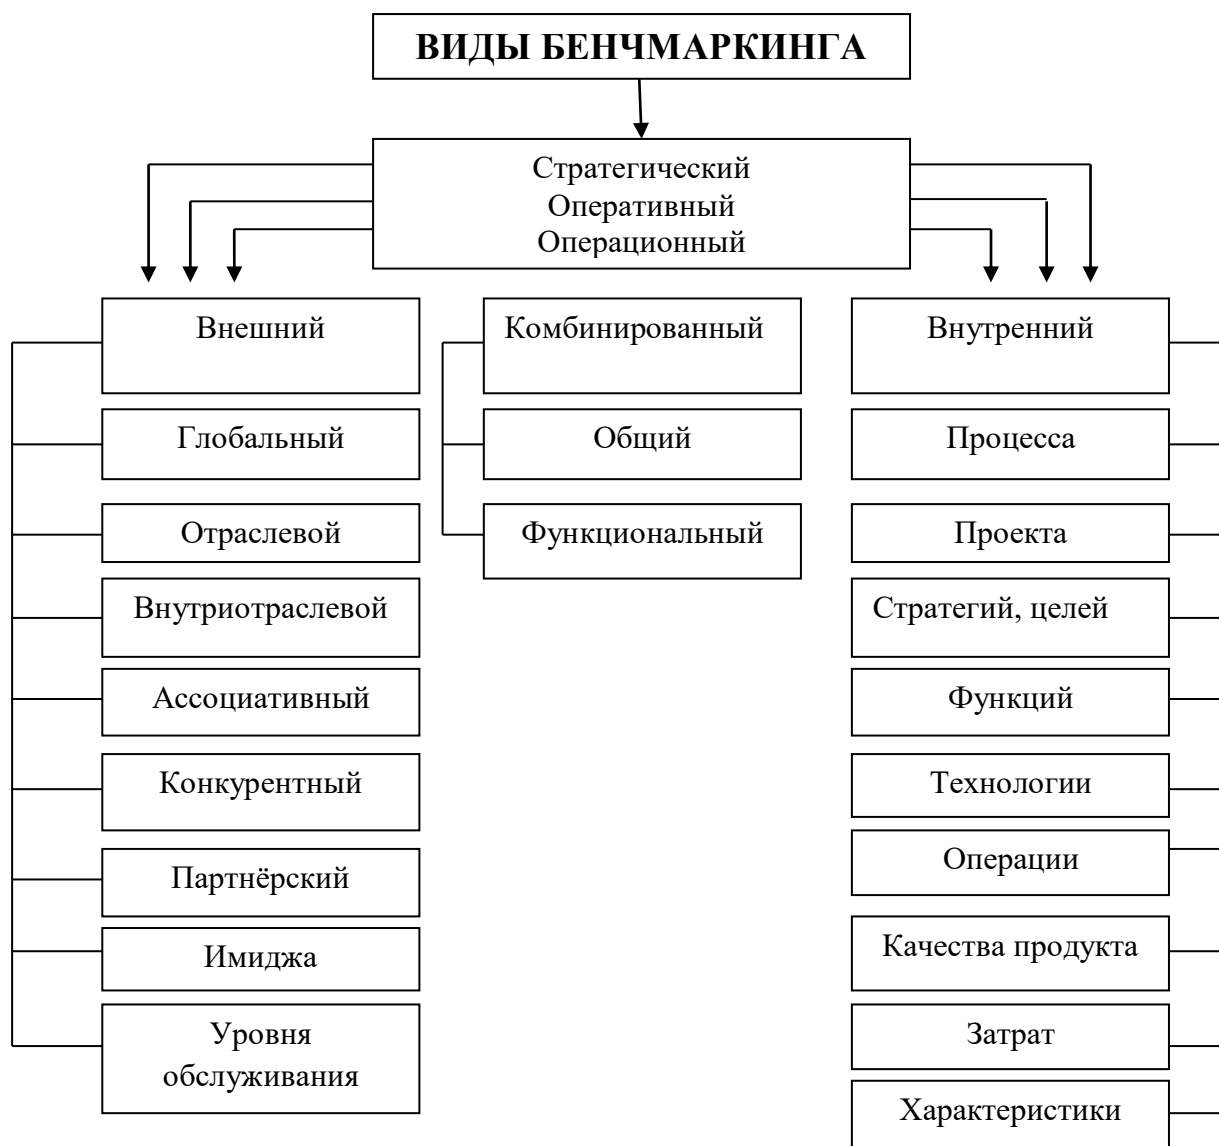 ВИДЫ БЕНЧМАРКИНГА
Стратегический
Оперативный
Операционный
Внешний
Глобальный
Отраслевой
Внутриотраслевой
Ассоциативный
Конкурентный
Партнёрский
Имиджа
Уровня
обслуживания
Комбинированный
Общий
Функциональный
Внутренний
Процесса
Проекта
Стратегий, целей
Функций
Технологии
Операции
Качества продукта
Затрат
Характеристики